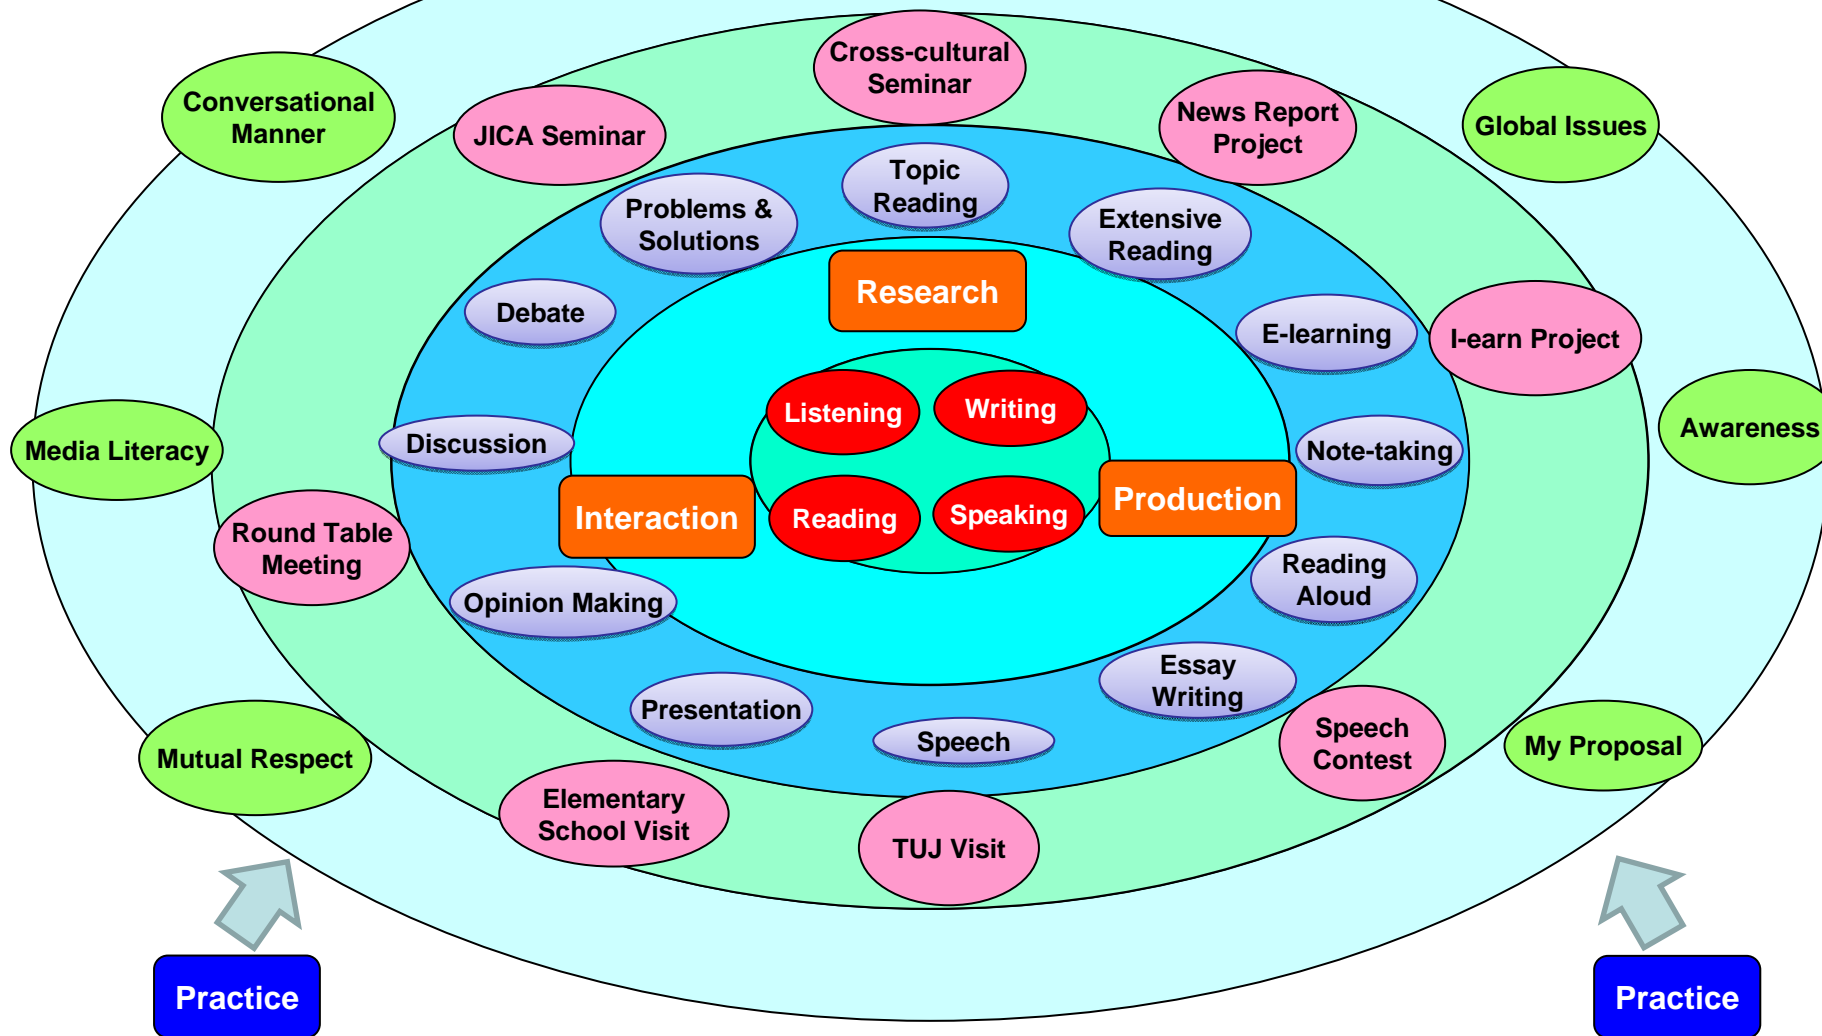 Cross-cultural
Seminar
Conversational
Manner
JICA Seminar
News Report
Project
Global Issues
Topic
Reading
Problems &
Solutions
Extensive
Reading
Research
Debate
E-learning
I-earn Project
Listening
Writing
Media Literacy
Discussion
Note-taking
Awareness
Interaction
Reading
Speaking
Production
Round Table
Meeting
Opinion Making
Reading
Aloud
Essay
Writing
Presentation
Speech
Mutual Respect
Speech
Contest
My Proposal
Elementary
School Visit
TUJ Visit
Practice
Practice